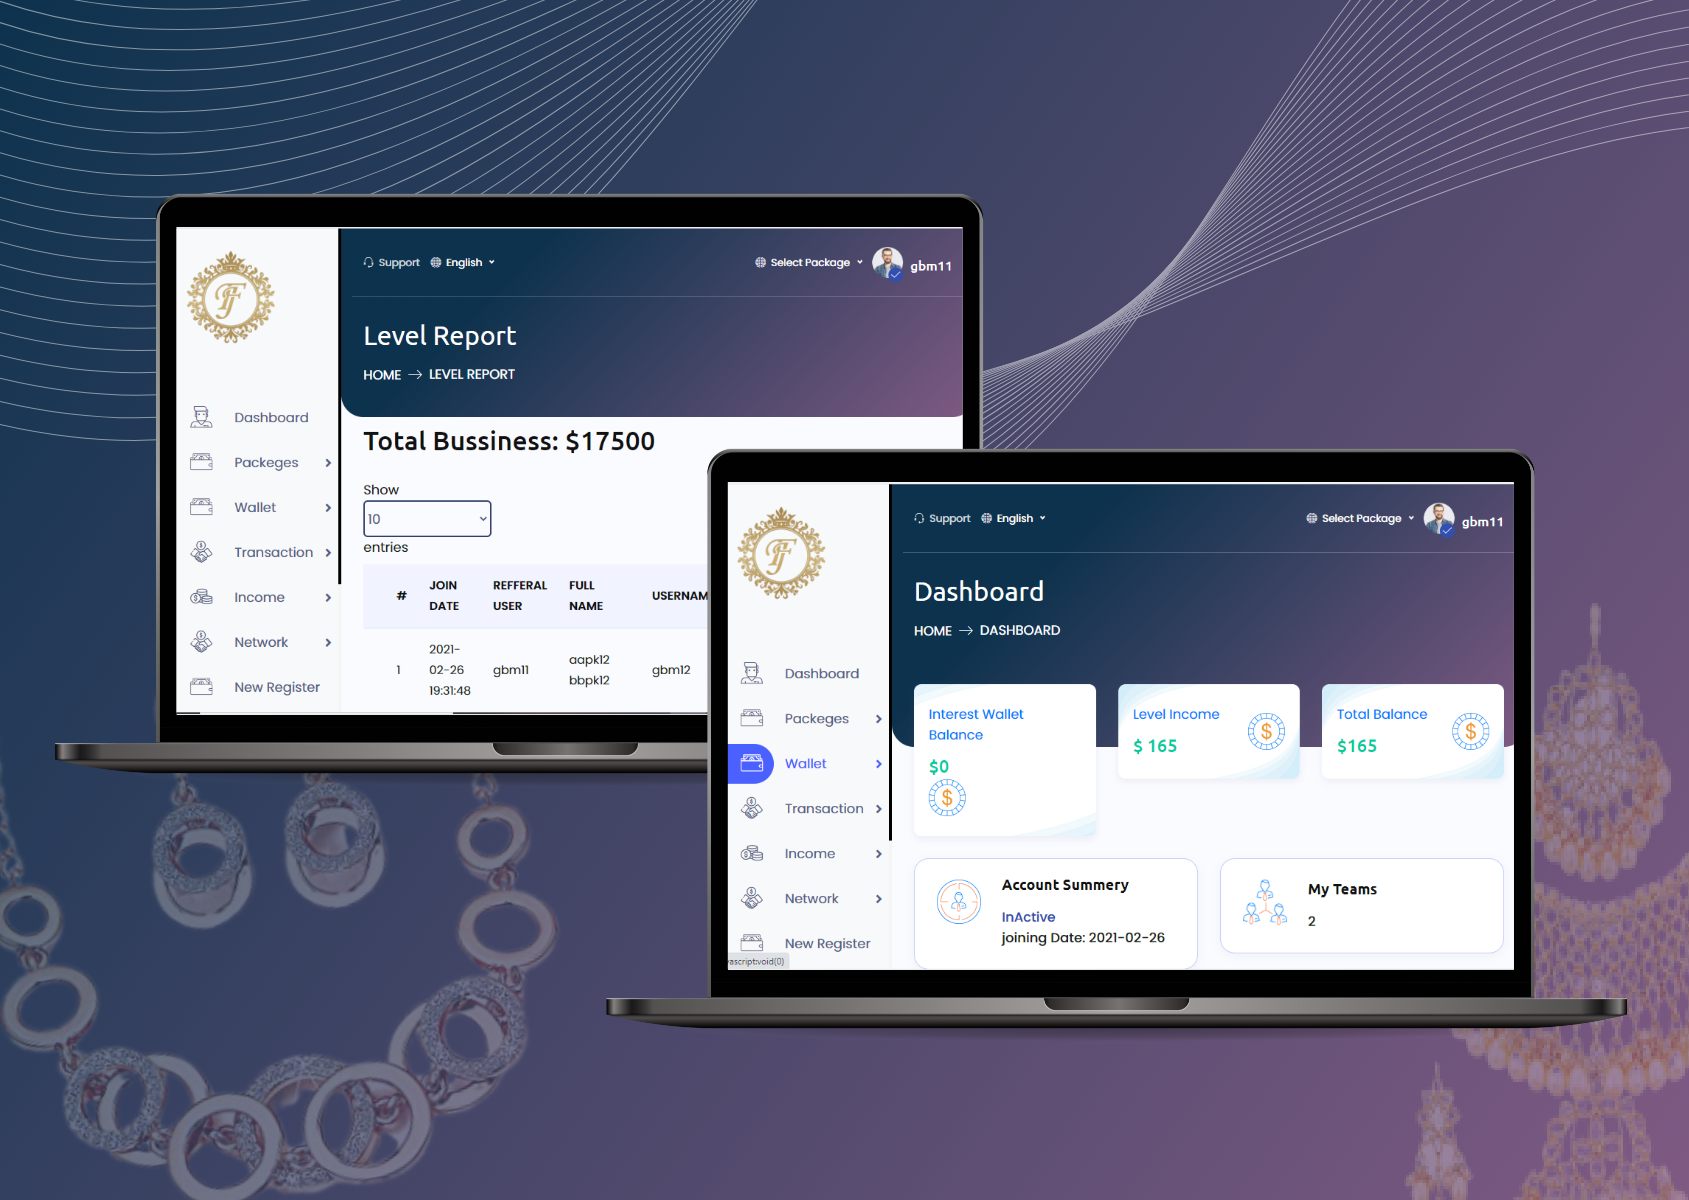 Support English
Select Package gbm11
Level Report
HOME → LEVEL REPORT
Dashboard
Packeges
Wallet
Transaction
Income
Network
New Register
Total Bussiness: $17500
Show
10
entries
# JOIN DATE REFFERAL USER FULL NAME USERNAM
1 2021-02-26 19:31:48 gbm11 aapk12 bbpk12 gbm12
Support English
Select Package gbm11
Dashboard
HOME → DASHBOARD
Dashboard
Packeges
Wallet
Transaction
Income
Network
New Register
vascript:void(0)
Interest Wallet
Balance
$0
Level Income
$ 165
Total Balance
$165
Account Summery
InActive
joining Date: 2021-02-26
My Teams
2